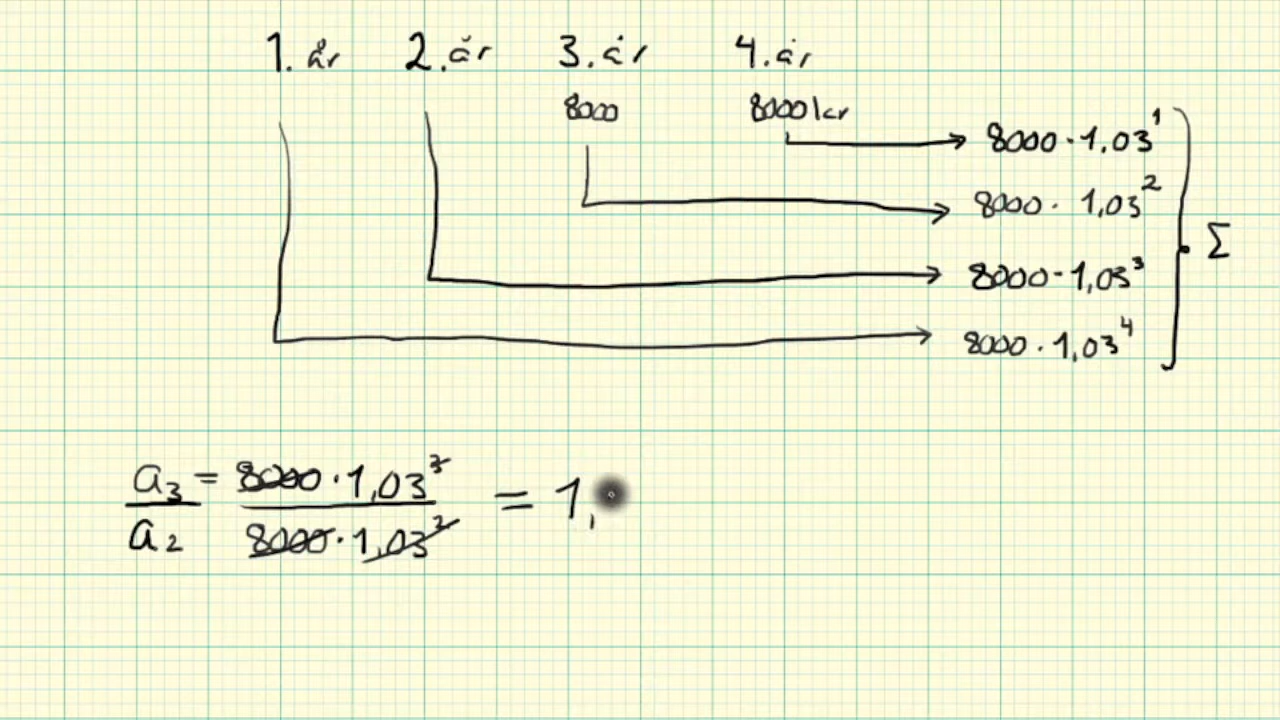 1. år 2. år 3. år 4. år
8000 8000 kr
8000 · 1,03¹
8000 · 1,03²
8000 · 1,03³
8000 · 1,03⁴
Σ
a₃ = 8000 · 1,03³
= 1,
a₂ 8000 · 1,03²